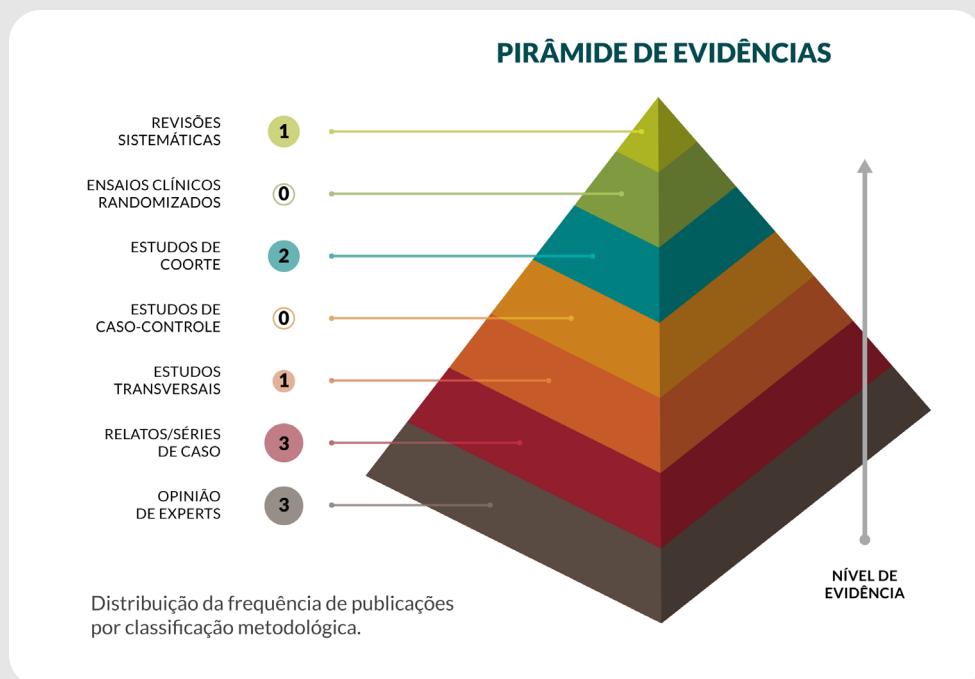 PIRÂMIDE DE EVIDÊNCIAS
REVISÕES
SISTEMÁTICAS
1
ENSAIOS CLÍNICOS
RANDOMIZADOS
0
ESTUDOS DE
COORTE
2
ESTUDOS DE
CASO-CONTROLE
0
ESTUDOS
TRANSVERSAIS
1
RELATOS/SÉRIES
DE CASO
3
OPINIÃO
DE EXPERTS
3
NÍVEL DE
EVIDÊNCIA
Distribuição da frequência de publicações
por classificação metodológica.